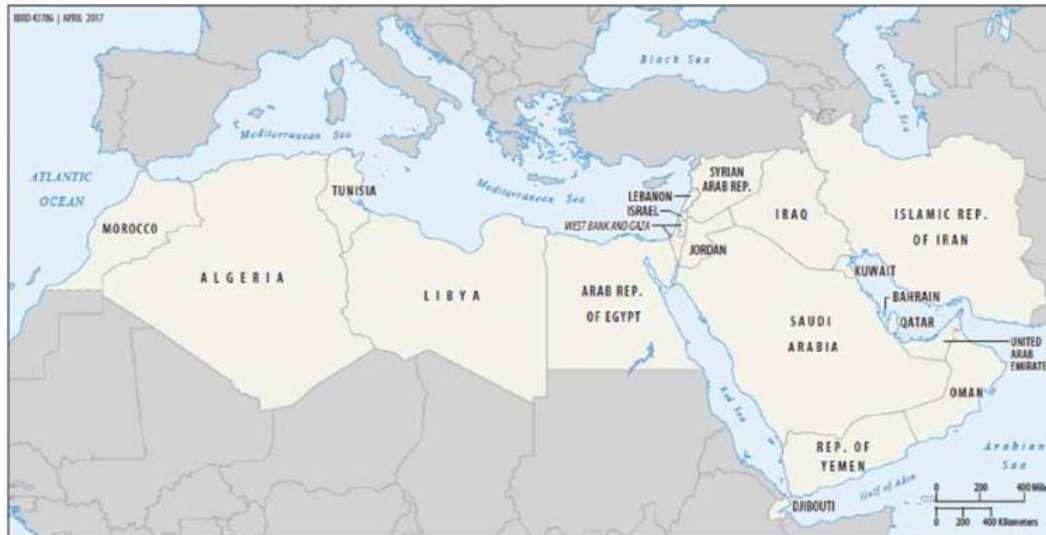 IBRD 42786 | APRIL 2017
Black Sea
Caspian Sea
Mediterranean Sea
ATLANTIC
OCEAN
TUNISIA
Mediterranean Sea
LEBANON
SYRIAN
ARAB REP.
ISRAEL
WEST BANK AND GAZA
IRAQ
ISLAMIC REP.
OF IRAN
MOROCCO
JORDAN
ALGERIA
LIBYA
ARAB REP.
OF EGYPT
KUWAIT
BAHRAIN
QATAR
SAUDI
ARABIA
UNITED
ARAB
EMIRATE
OMAN
Red Sea
REP. OF
YEMEN
Arabian
Sea
Gulf of Aden
DJIBOUTI
0 200 400 Mile
0 200 400 Kilometers